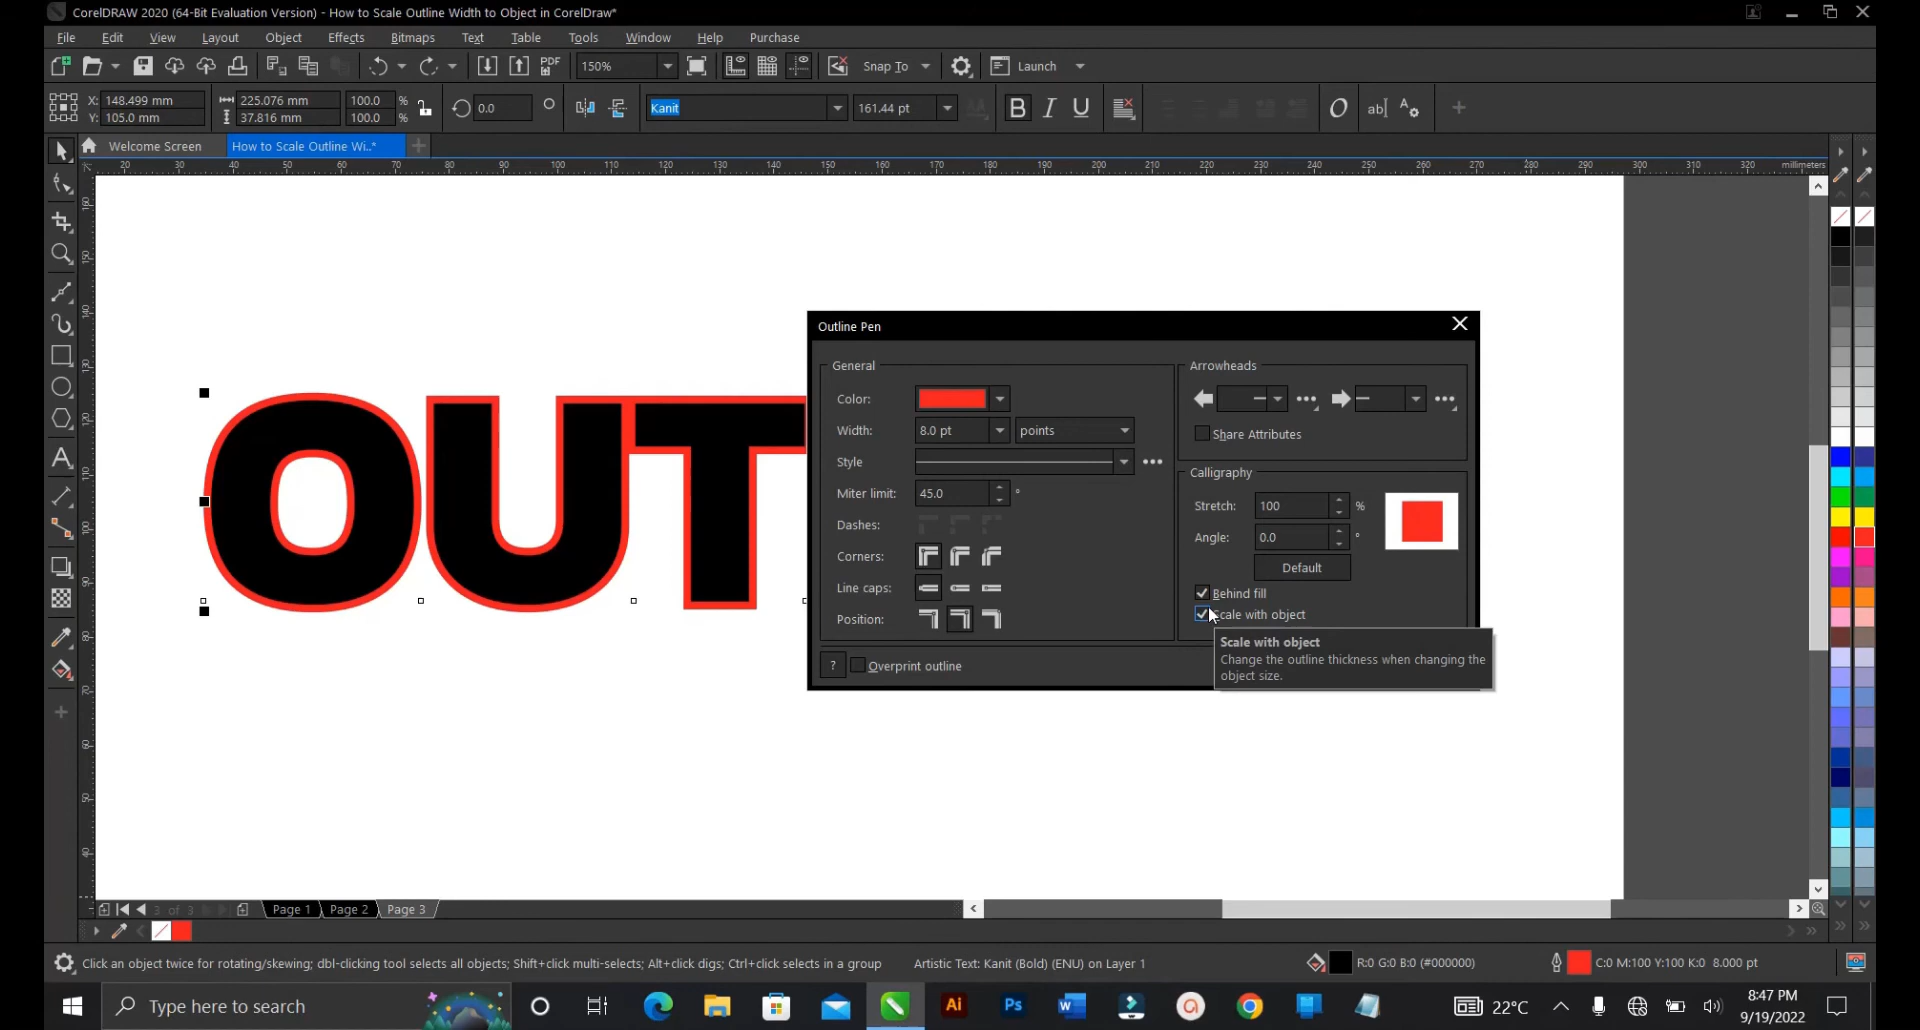 CorelDRAW 2020 (64-Bit Evaluation Version) - How to Scale Outline Width to Object in CorelDraw*
File Edit View Layout Object Effects Bitmaps Text Table Tools Window Help Purchase
PDF 150% Snap To Launch
X: 148.499 mm 225.076 mm 100.0 % 0.0 ° Kanit 161.44 pt B I U O ab|
Y: 105.0 mm 37.816 mm 100.0 %
Welcome Screen How to Scale Outline Wi..*
20 30 40 50 60 70 80 90 100 110 120 130 140 150 160 170 180 190 200 210 220 230 240 250 260 270 280 290 300 310 320 millimeters
OUT
Outline Pen
General Arrowheads
Color:
Width: 8.0 pt points
Share Attributes
Style
Calligraphy
Miter limit: 45.0 °
Stretch: 100 %
Dashes:
Angle: 0.0 °
Corners:
Default
Line caps:
Behind fill
Position:
Scale with object
Scale with object
Change the outline thickness when changing the
object size.
? Overprint outline
3 of 3 Page 1 Page 2 Page 3
Click an object twice for rotating/skewing; dbl-clicking tool selects all objects; Shift+click multi-selects; Alt+click digs; Ctrl+click selects in a group Artistic Text: Kanit (Bold) (ENU) on Layer 1 R:0 G:0 B:0 (#000000) C:0 M:100 Y:100 K:0 8.000 pt
Type here to search Ai Ps W 22°C 8:47 PM
9/19/2022